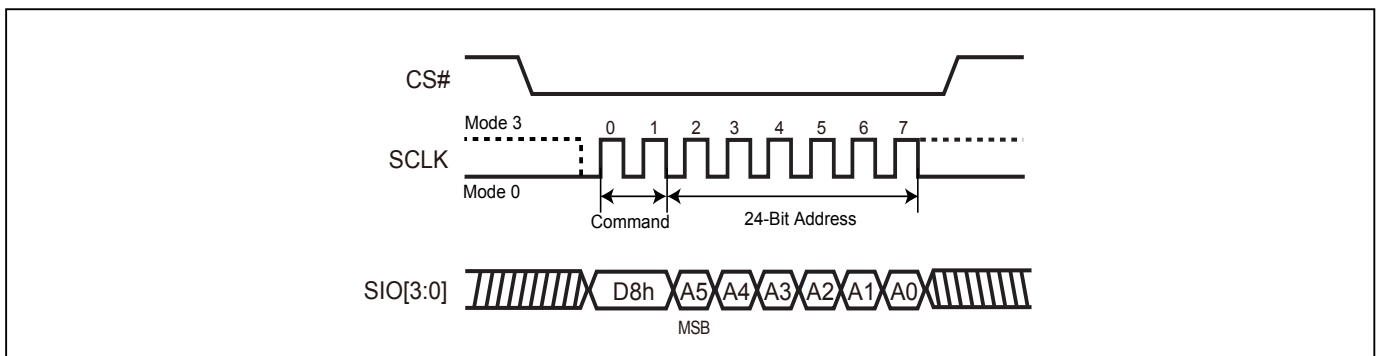 CS#
Mode 3
0 1 2 3 4 5 6 7
SCLK
Mode 0
Command
24-Bit Address
SIO[3:0]
D8h A5 A4 A3 A2 A1 A0
MSB